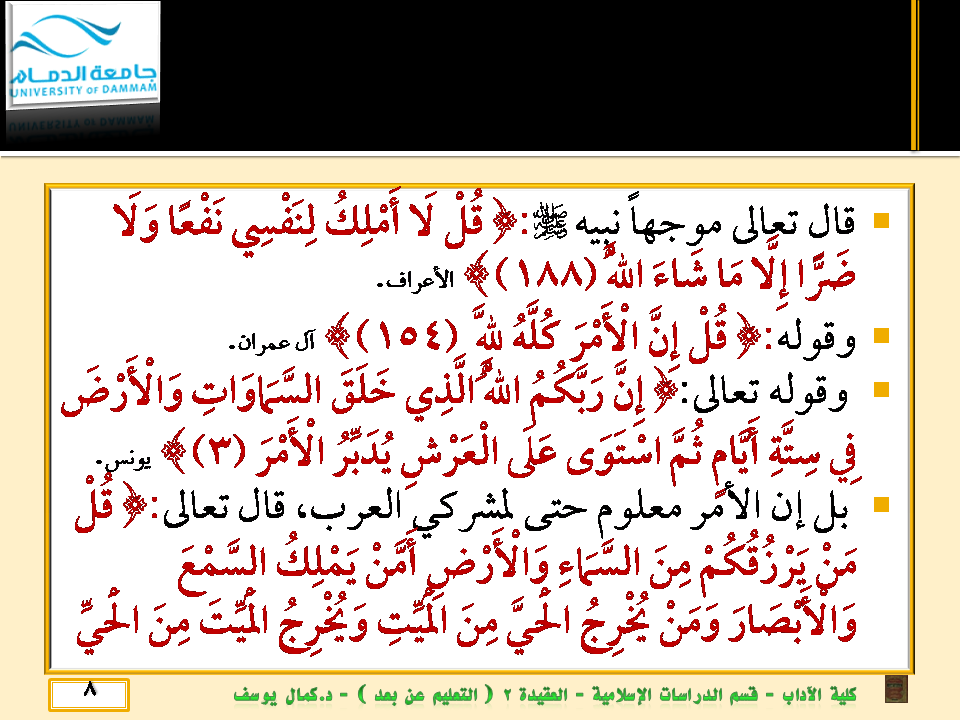 جامعة الدمام
UNIVERSITY OF DAMMAM
قال تعالى موجهاً نبيه ﷺ:﴿ قُلْ لَا أَمْلِكُ لِنَفْسِي نَفْعًا وَلَا
ضَرًّا إِلَّا مَا شَاءَ اللهُ (١٨٨)﴾ الأعراف.
وقوله:﴿ قُلْ إِنَّ الْأَمْرَ كُلَّهُ لِلَّهِ (١٥٤)﴾ آل عمران.
وقوله تعالى:﴿ إِنَّ رَبَّكُمُ اللهُ الَّذِي خَلَقَ السَّمَاوَاتِ وَالْأَرْضَ
فِي سِتَّةِ أَيَّامٍ ثُمَّ اسْتَوَى عَلَى الْعَرْشِ يُدَبِّرُ الْأَمْرَ (٣)﴾ يونس.
بل إن الأمر معلوم حتى لمشركي العرب، قال تعالى:﴿ قُلْ
مَنْ يَرْزُقُكُمْ مِنَ السَّمَاءِ وَالْأَرْضِ أَمَّنْ يَمْلِكُ السَّمْعَ
وَالْأَبْصَارَ وَمَنْ يُخْرِجُ الْحَيَّ مِنَ الْمَيِّتِ وَيُخْرِجُ الْمَيِّتَ مِنَ الْحَيِّ
كلية الآداب - قسم الدراسات الإسلامية - العقيدة ٢ ( التعليم عن بعد ) - د.كمال يوسف
٨